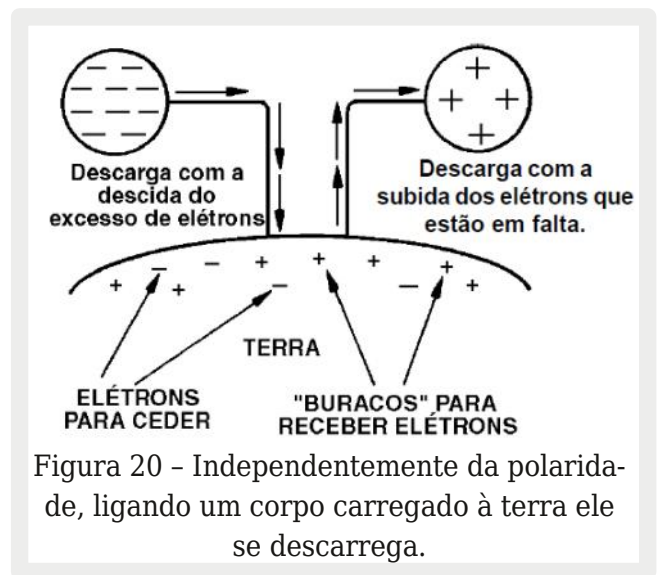 Descarga com a
descida do
excesso de elétrons
Descarga com a
subida dos elétrons que
estão em falta.
TERRA
ELÉTRONS
PARA CEDER
"BURACOS" PARA
RECEBER ELÉTRONS
Figura 20 – Independentemente da polarida-
de, ligando um corpo carregado à terra ele
se descarrega.